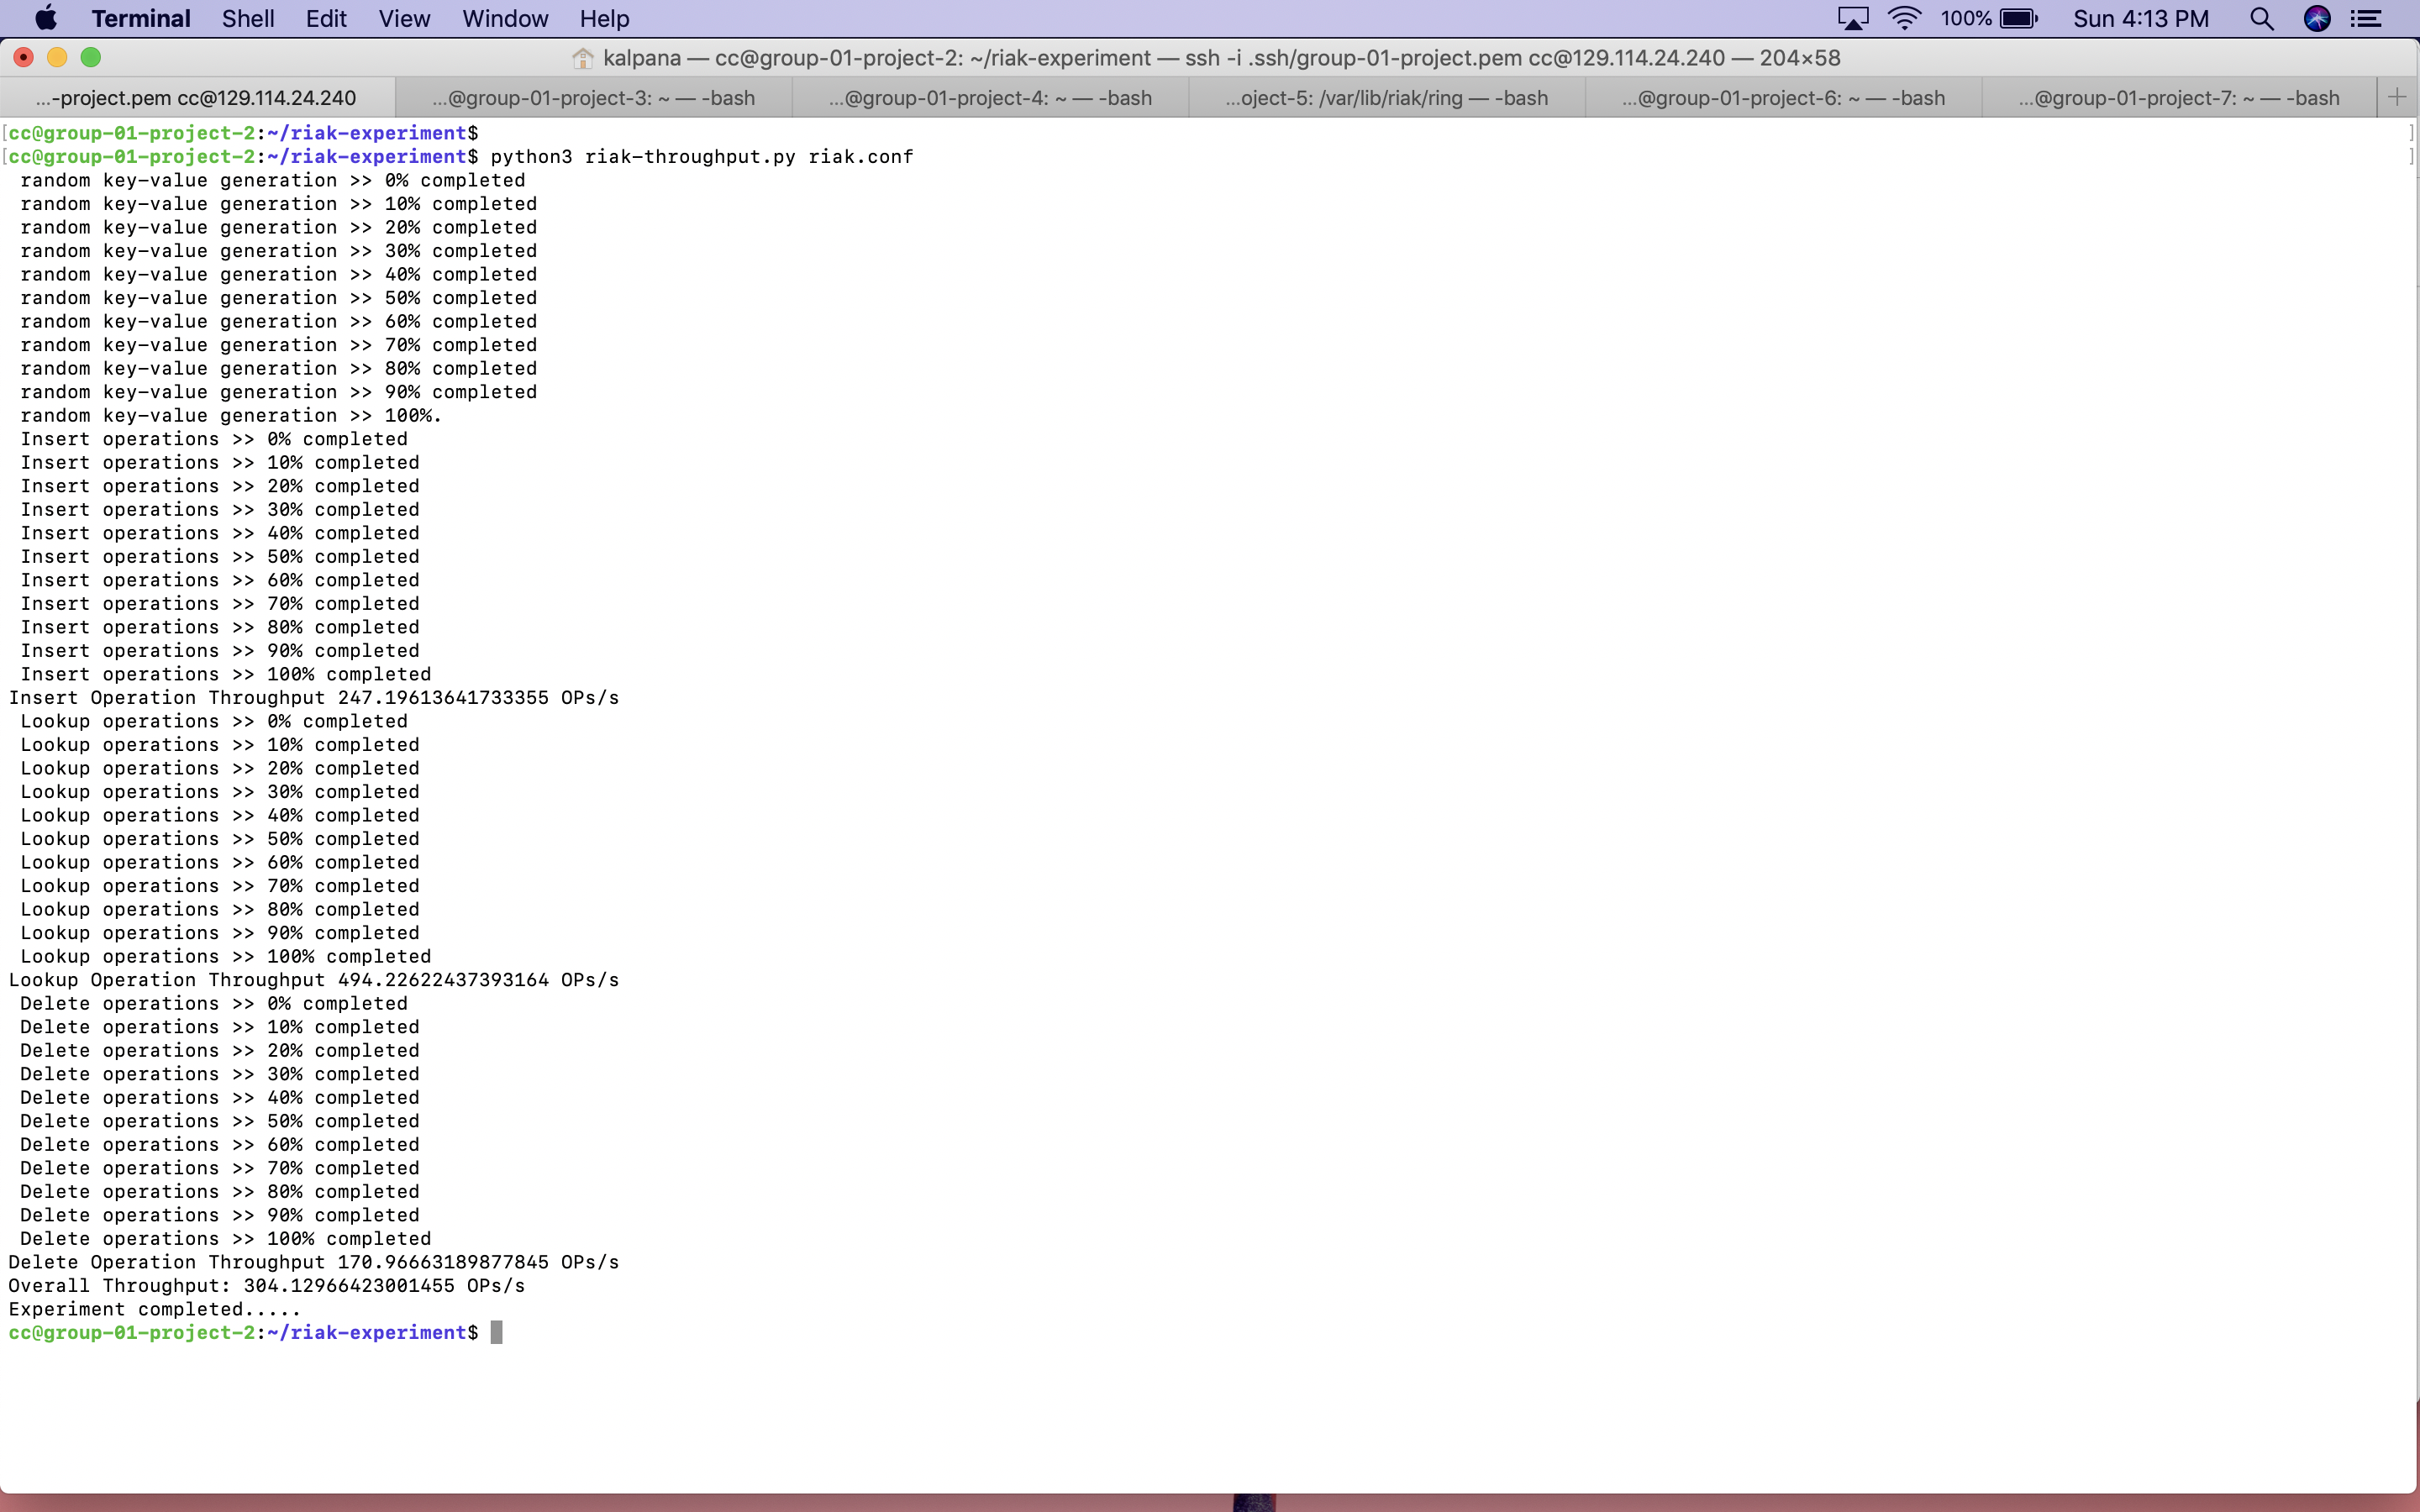 Terminal Shell Edit View Window Help 100% Sun 4:13 PM
kalpana — cc@group-01-project-2: ~/riak-experiment — ssh -i .ssh/group-01-project.pem cc@129.114.24.240 — 204×58
...-project.pem cc@129.114.24.240 ...@group-01-project-3: ~ — -bash ...@group-01-project-4: ~ — -bash ...oject-5: /var/lib/riak/ring — -bash ...@group-01-project-6: ~ — -bash ...@group-01-project-7: ~ — -bash +
[cc@group-01-project-2:~/riak-experiment$ ]
[cc@group-01-project-2:~/riak-experiment$ python3 riak-throughput.py riak.conf ]
random key-value generation >> 0% completed
random key-value generation >> 10% completed
random key-value generation >> 20% completed
random key-value generation >> 30% completed
random key-value generation >> 40% completed
random key-value generation >> 50% completed
random key-value generation >> 60% completed
random key-value generation >> 70% completed
random key-value generation >> 80% completed
random key-value generation >> 90% completed
random key-value generation >> 100%.
Insert operations >> 0% completed
Insert operations >> 10% completed
Insert operations >> 20% completed
Insert operations >> 30% completed
Insert operations >> 40% completed
Insert operations >> 50% completed
Insert operations >> 60% completed
Insert operations >> 70% completed
Insert operations >> 80% completed
Insert operations >> 90% completed
Insert operations >> 100% completed
Insert Operation Throughput 247.19613641733355 OPs/s
Lookup operations >> 0% completed
Lookup operations >> 10% completed
Lookup operations >> 20% completed
Lookup operations >> 30% completed
Lookup operations >> 40% completed
Lookup operations >> 50% completed
Lookup operations >> 60% completed
Lookup operations >> 70% completed
Lookup operations >> 80% completed
Lookup operations >> 90% completed
Lookup operations >> 100% completed
Lookup Operation Throughput 494.22622437393164 OPs/s
Delete operations >> 0% completed
Delete operations >> 10% completed
Delete operations >> 20% completed
Delete operations >> 30% completed
Delete operations >> 40% completed
Delete operations >> 50% completed
Delete operations >> 60% completed
Delete operations >> 70% completed
Delete operations >> 80% completed
Delete operations >> 90% completed
Delete operations >> 100% completed
Delete Operation Throughput 170.96663189877845 OPs/s
Overall Throughput: 304.12966423001455 OPs/s
Experiment completed.....
cc@group-01-project-2:~/riak-experiment$